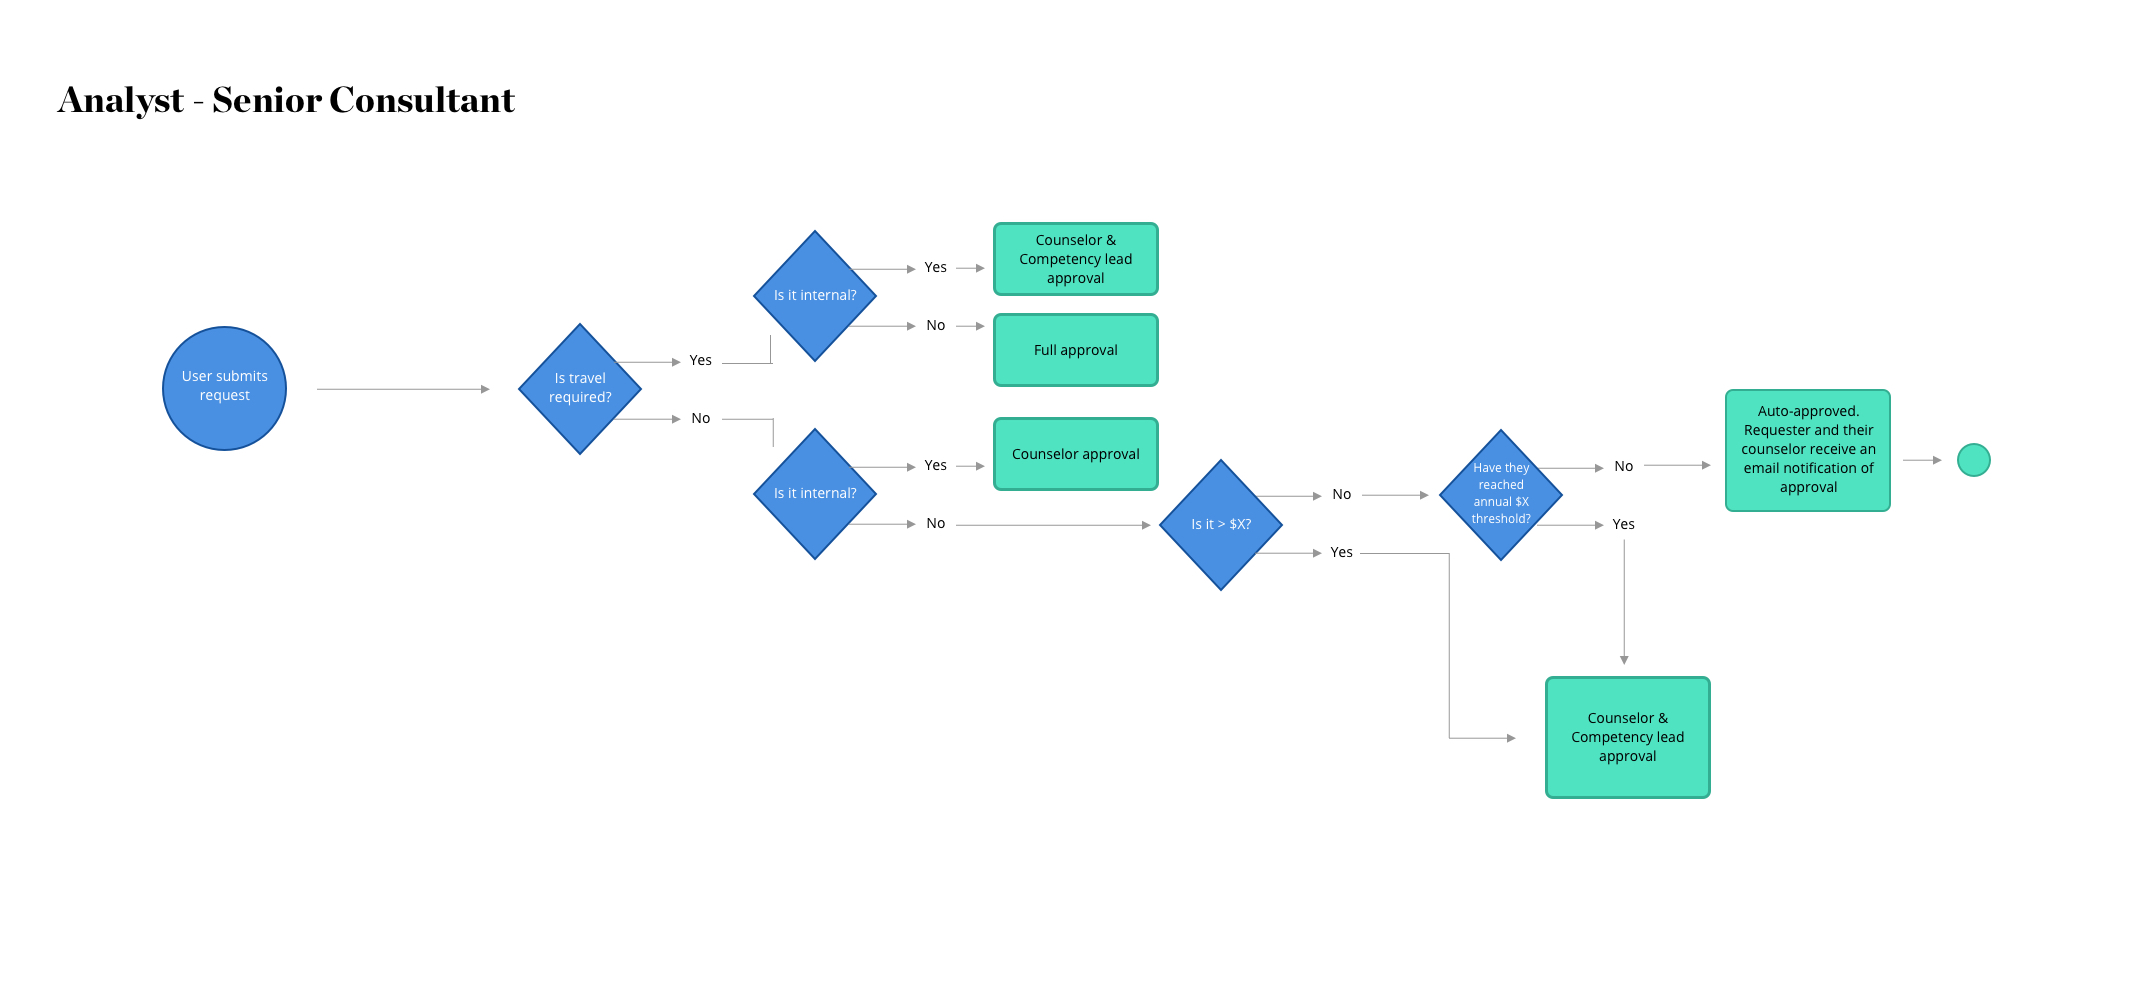 Analyst - Senior Consultant
User submits
request
Is travel
required?
Yes
No
Is it internal?
Yes
No
Counselor &
Competency lead
approval
Full approval
Is it internal?
Yes
No
Counselor approval
Is it > $X?
No
Yes
Have they
reached
annual $X
threshold?
No
Yes
Auto-approved.
Requester and their
counselor receive an
email notification of
approval
Counselor &
Competency lead
approval